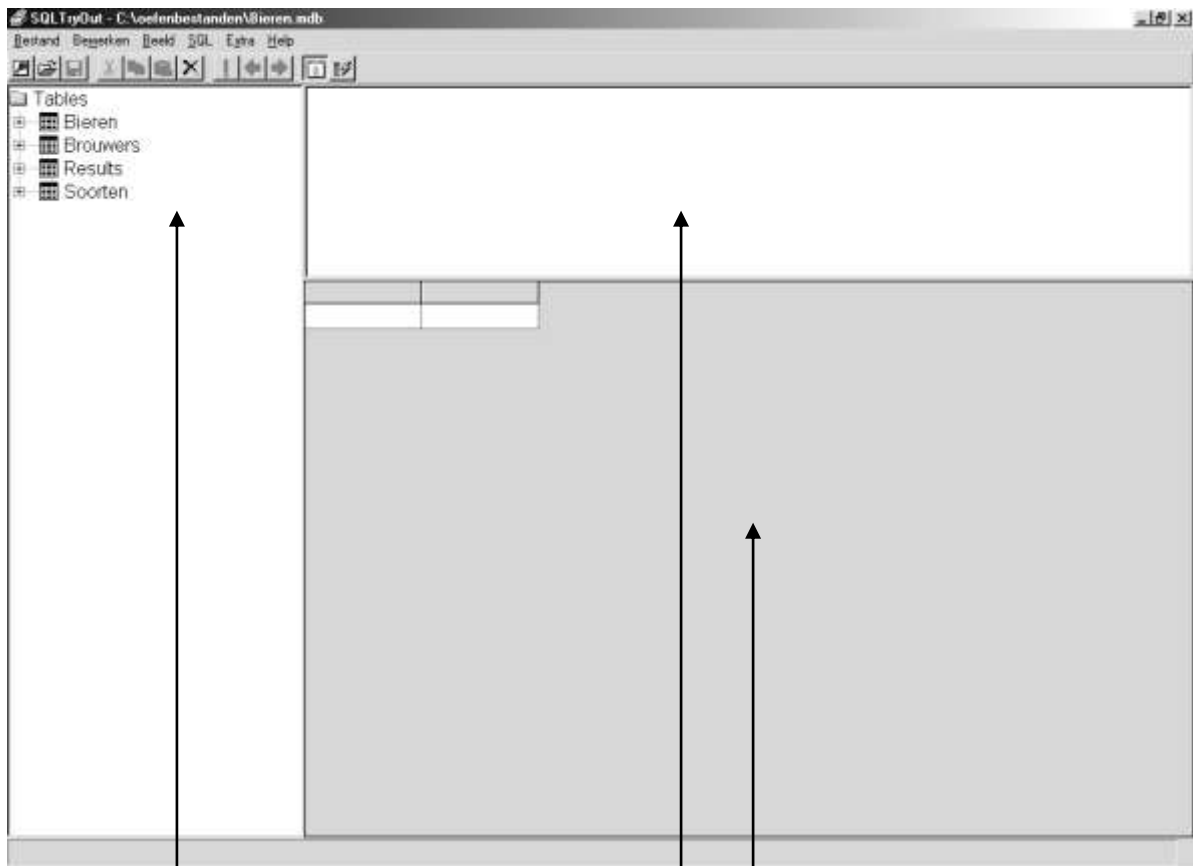 SQLTryOut - C:\oefenbestanden\Bieren.mdb
Bestand Bewerken Beeld SQL Extra Help
Tables
Bieren
Brouwers
Results
Soorten